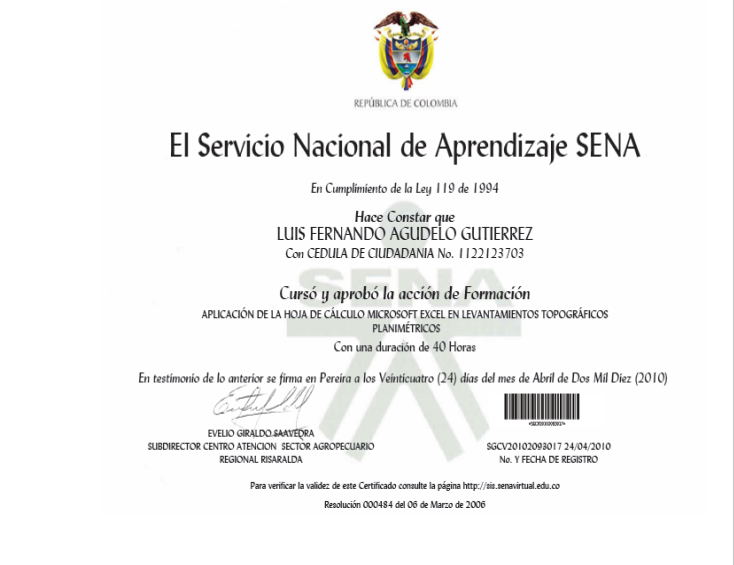 REPÚBLICA DE COLOMBIA
El Servicio Nacional de Aprendizaje SENA
En Cumplimiento de la Ley 119 de 1994
Hace Constar que
LUIS FERNANDO AGUDELO GUTIERREZ
Con CEDULA DE CIUDADANIA No. 1122123703
SENA
Cursó y aprobó la acción de Formación
APLICACIÓN DE LA HOJA DE CÁLCULO MICROSOFT EXCEL EN LEVANTAMIENTOS TOPOGRÁFICOS
PLANIMÉTRICOS
Con una duración de 40 Horas
En testimonio de lo anterior se firma en Pereira a los Veinticuatro (24) días del mes de Abril de Dos Mil Diez (2010)
EVELIO GIRALDO SAAVEDRA
SUBDIRECTOR CENTRO ATENCION SECTOR AGROPECUARIO
REGIONAL RISARALDA
SGCV20102093017 24/04/2010
No. Y FECHA DE REGISTRO
Para verificar la validez de este Certificado consulte la página http://sis.senavirtual.edu.co
Resolución 000484 del 06 de Marzo de 2006